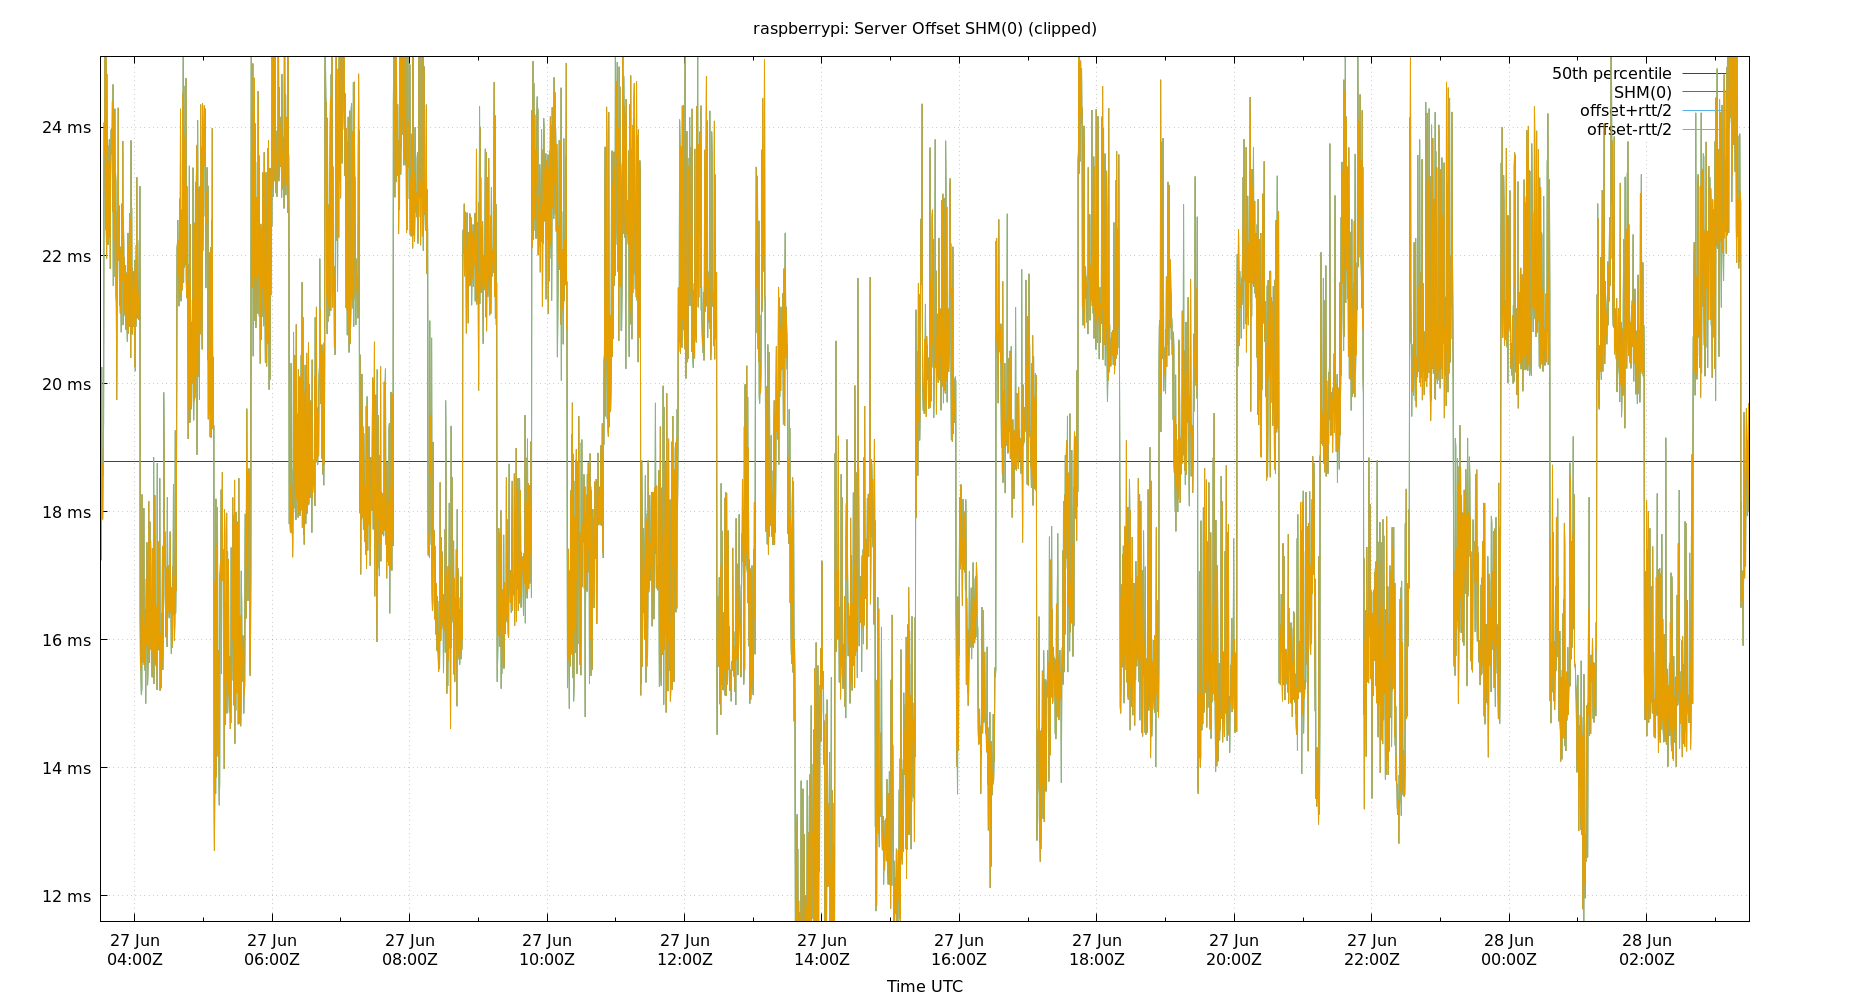 raspberrypi: Server Offset SHM(0) (clipped)
50th percentile
SHM(0)
offset+rtt/2
offset-rtt/2
24 ms
22 ms
20 ms
18 ms
16 ms
14 ms
12 ms
27 Jun 27 Jun 27 Jun 27 Jun 27 Jun 27 Jun 27 Jun 27 Jun 27 Jun 27 Jun 28 Jun 28 Jun
04:00Z 06:00Z 08:00Z 10:00Z 12:00Z 14:00Z 16:00Z 18:00Z 20:00Z 22:00Z 00:00Z 02:00Z
Time UTC